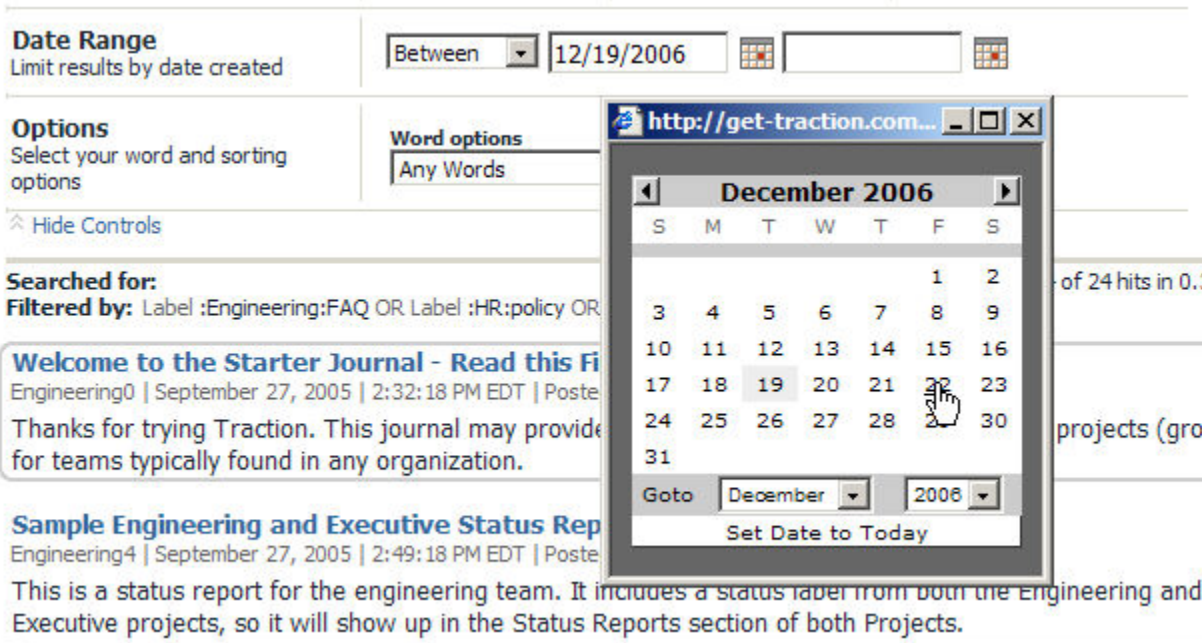 Date Range
Limit results by date created
Between 12/19/2006
Options
Select your word and sorting
options
Word options
Any Words
Hide Controls
Searched for:
of 24 hits in 0.
Filtered by: Label :Engineering:FAQ OR Label :HR:policy OR
Welcome to the Starter Journal - Read this Fi
Engineering0 | September 27, 2005 | 2:32:18 PM EDT | Poste
Thanks for trying Traction. This journal may provide
projects (gro
for teams typically found in any organization.
Sample Engineering and Executive Status Rep
Engineering4 | September 27, 2005 | 2:49:18 PM EDT | Poste
This is a status report for the engineering team. It includes a status label from both the Engineering and
Executive projects, so it will show up in the Status Reports section of both Projects.
http://get-traction.com...
December 2006
S M T W T F S
1 2
3 4 5 6 7 8 9
10 11 12 13 14 15 16
17 18 19 20 21 22 23
24 25 26 27 28 30
31
Goto December 2006
Set Date to Today